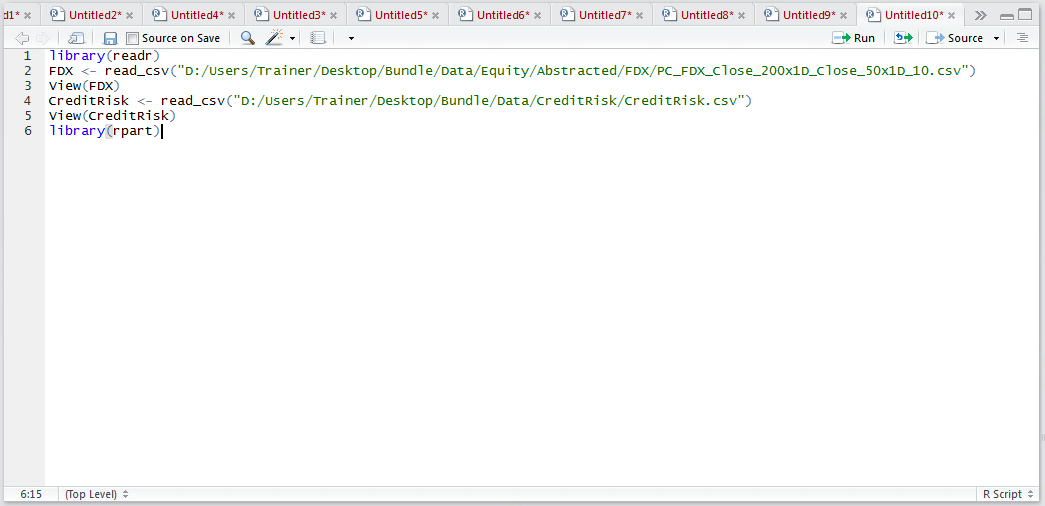 d1* Untitled2* Untitled4* Untitled3* Untitled5* Untitled6* Untitled7* Untitled8* Untitled9* Untitled10*
Source on Save Run Source
1 library(readr)
2 FDX <- read_csv("D:/Users/Trainer/Desktop/Bundle/Data/Equity/Abstracted/FDX/PC_FDX_Close_200x1D_Close_50x1D_10.csv")
3 View(FDX)
4 CreditRisk <- read_csv("D:/Users/Trainer/Desktop/Bundle/Data/CreditRisk/CreditRisk.csv")
5 View(CreditRisk)
6 library(rpart)
6:15 (Top Level) R Script